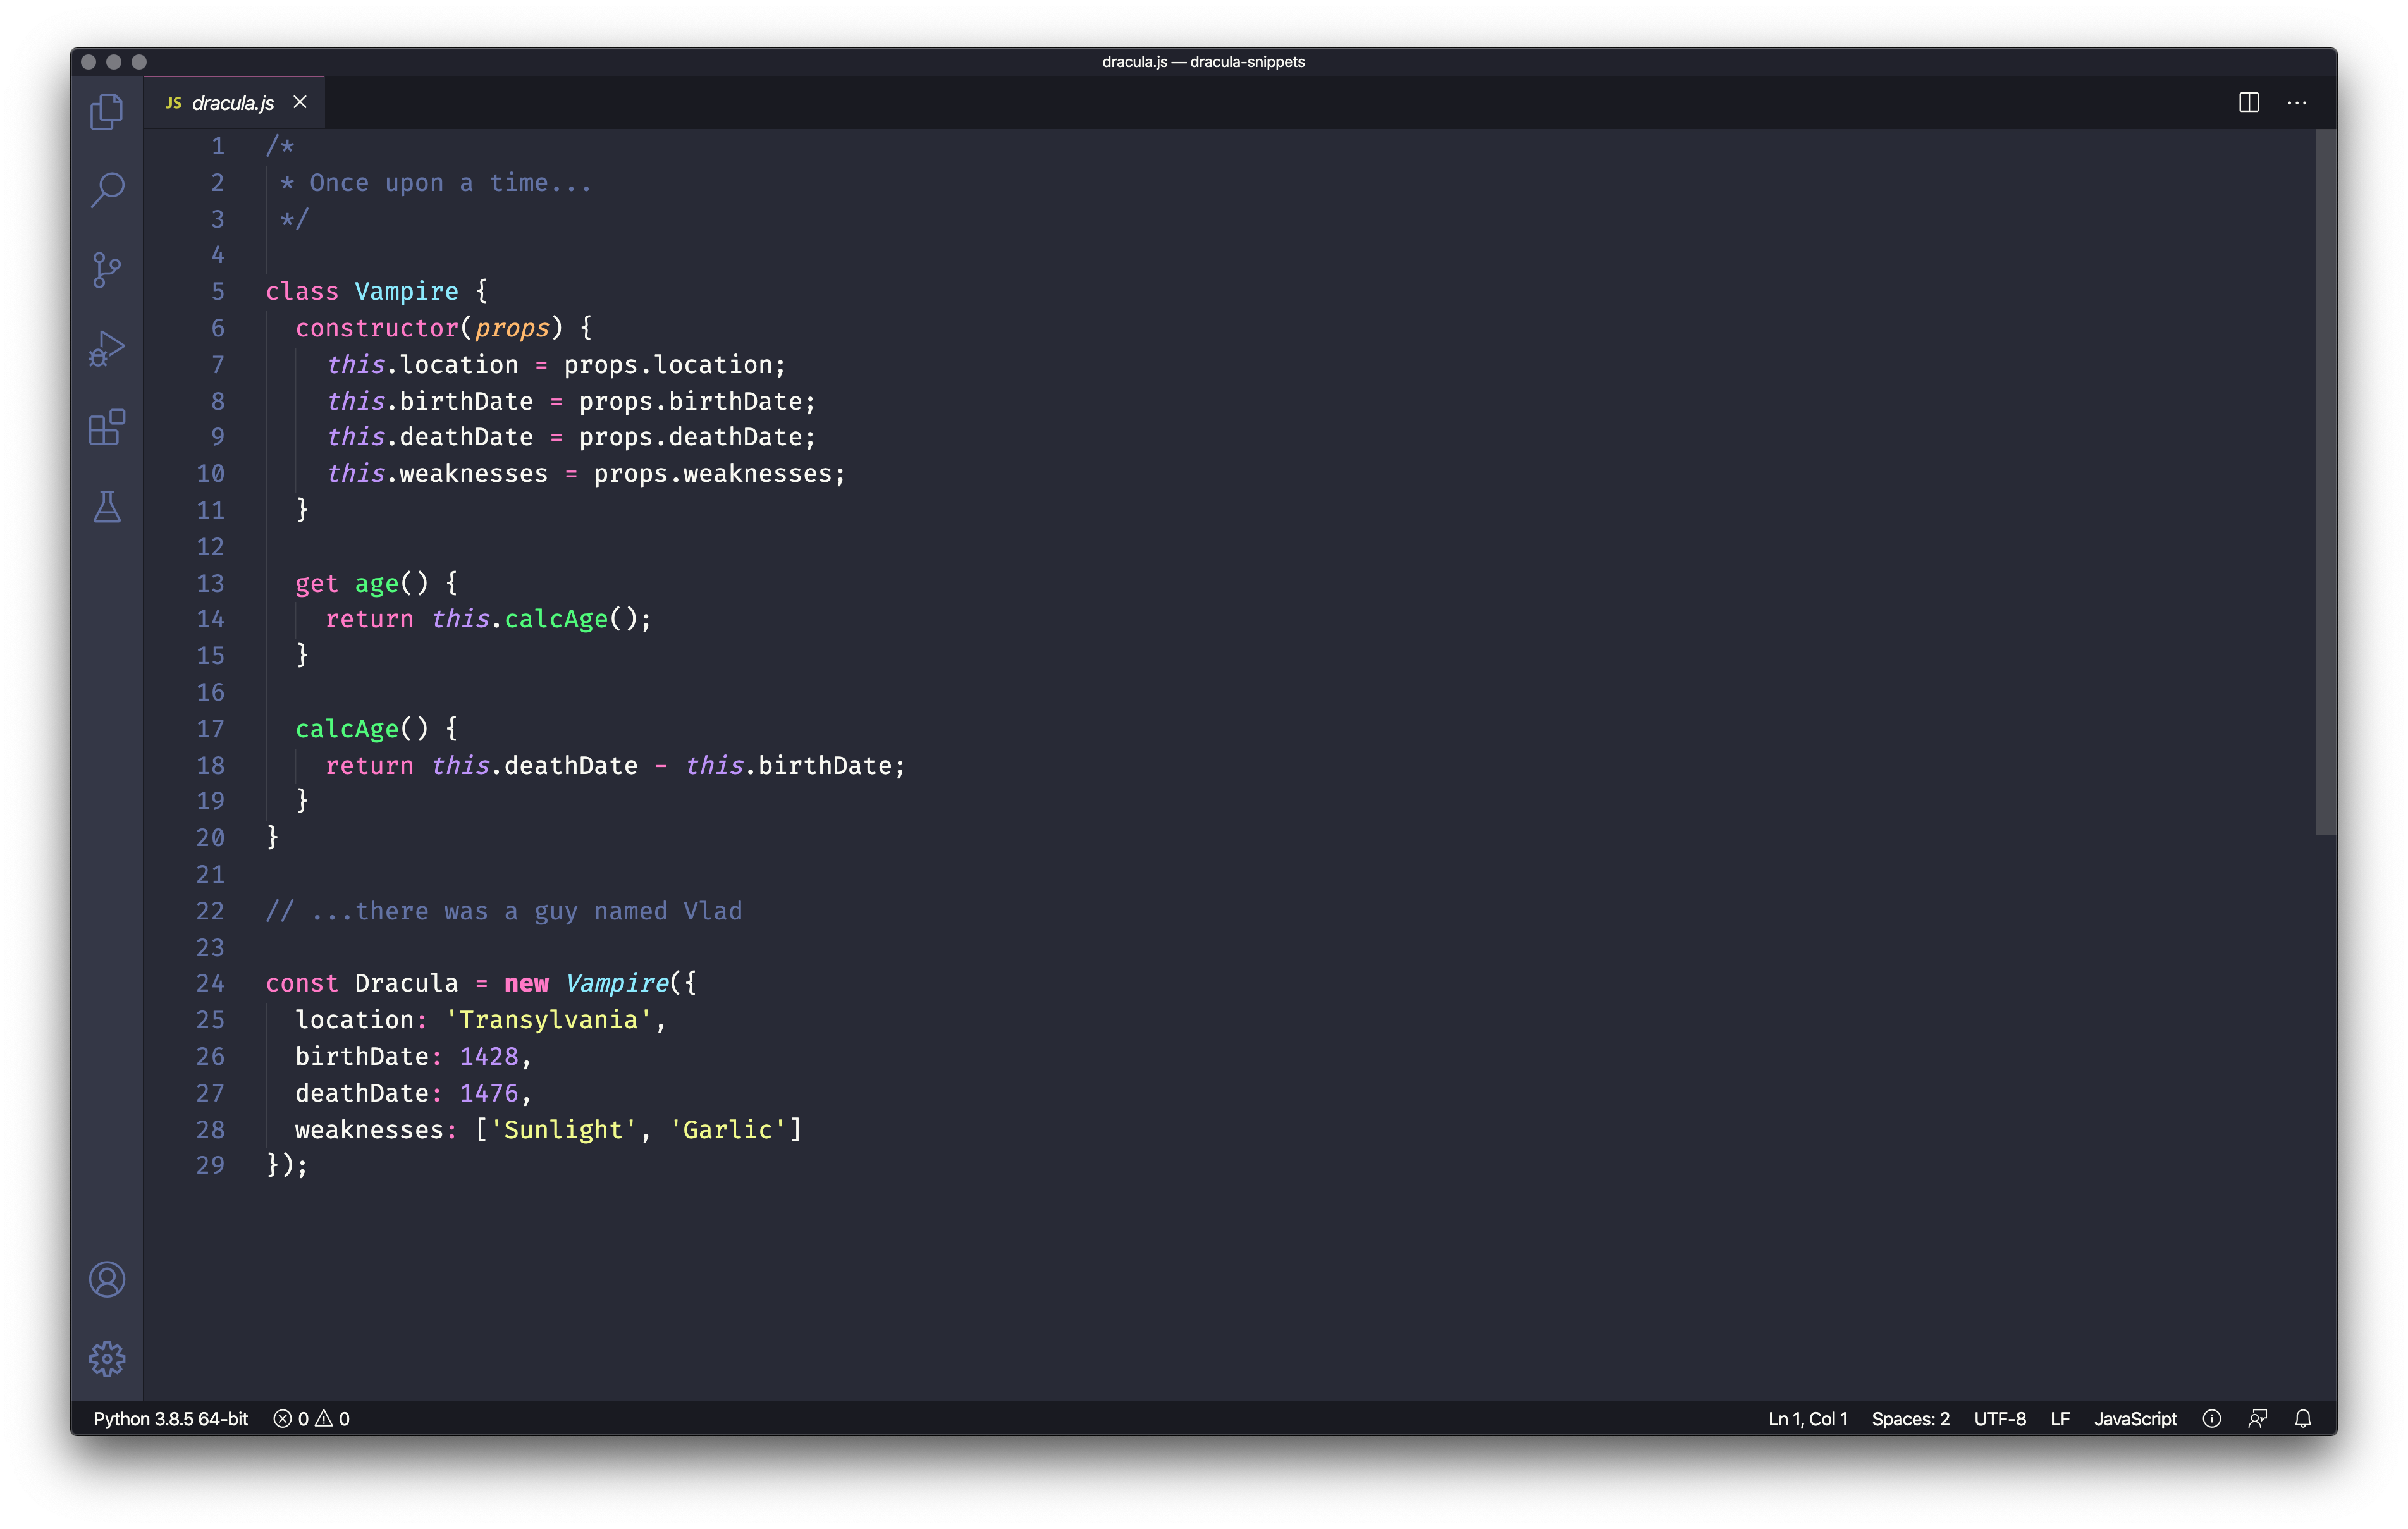 dracula.js — dracula-snippets
JS dracula.js
1 /*
2  * Once upon a time...
3  */
4
5 class Vampire {
6   constructor(props) {
7     this.location = props.location;
8     this.birthDate = props.birthDate;
9     this.deathDate = props.deathDate;
10     this.weaknesses = props.weaknesses;
11   }
12
13   get age() {
14     return this.calcAge();
15   }
16
17   calcAge() {
18     return this.deathDate - this.birthDate;
19   }
20 }
21
22 // ...there was a guy named Vlad
23
24 const Dracula = new Vampire({
25   location: 'Transylvania',
26   birthDate: 1428,
27   deathDate: 1476,
28   weaknesses: ['Sunlight', 'Garlic']
29 });
Python 3.8.5 64-bit 0 0 Ln 1, Col 1 Spaces: 2 UTF-8 LF JavaScript